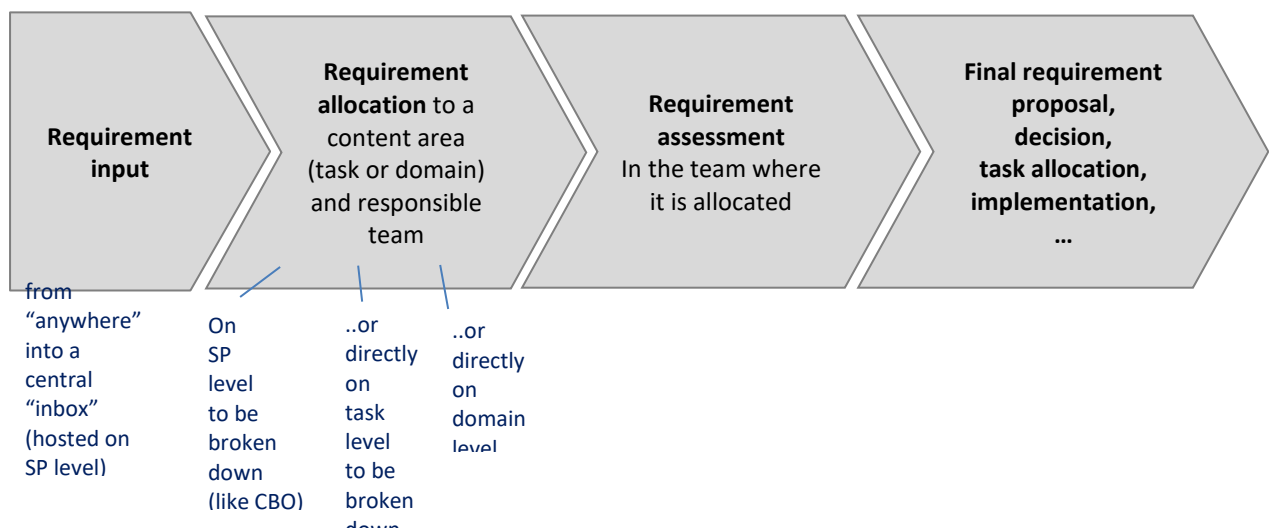 Requirement
input
Requirement
allocation to a
content area
(task or domain)
and responsible
team
Requirement
assessment
In the team where
it is allocated
Final requirement
proposal,
decision,
task allocation,
implementation,
…
from
“anywhere”
into a
central
“inbox”
(hosted on
SP level)
On
SP
level
to be
broken
down
(like CBO)
..or
directly
on
task
level
to be
broken
down
..or
directly
on
domain
level